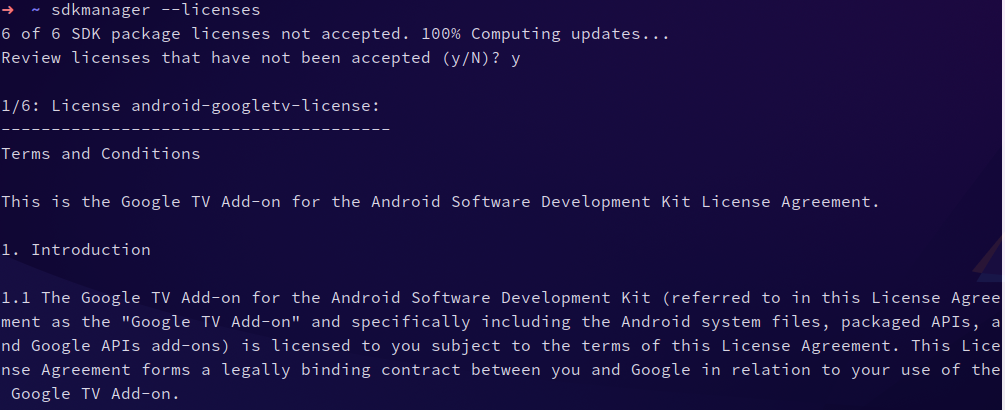 → ~ sdkmanager --licenses
6 of 6 SDK package licenses not accepted. 100% Computing updates...
Review licenses that have not been accepted (y/N)? y
1/6: License android-googletv-license:
---------------------------------------
Terms and Conditions
This is the Google TV Add-on for the Android Software Development Kit License Agreement.
1. Introduction
1.1 The Google TV Add-on for the Android Software Development Kit (referred to in this License Agree
ment as the "Google TV Add-on" and specifically including the Android system files, packaged APIs, a
nd Google APIs add-ons) is licensed to you subject to the terms of this License Agreement. This Lice
nse Agreement forms a legally binding contract between you and Google in relation to your use of the
 Google TV Add-on.